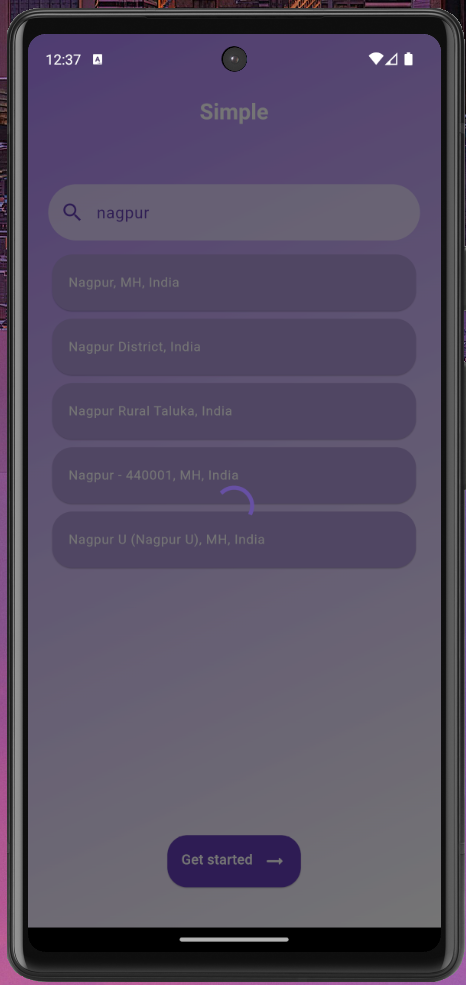 12:37
Simple
nagpur
Nagpur, MH, India
Nagpur District, India
Nagpur Rural Taluka, India
Nagpur - 440001, MH, India
Nagpur U (Nagpur U), MH, India
Get started